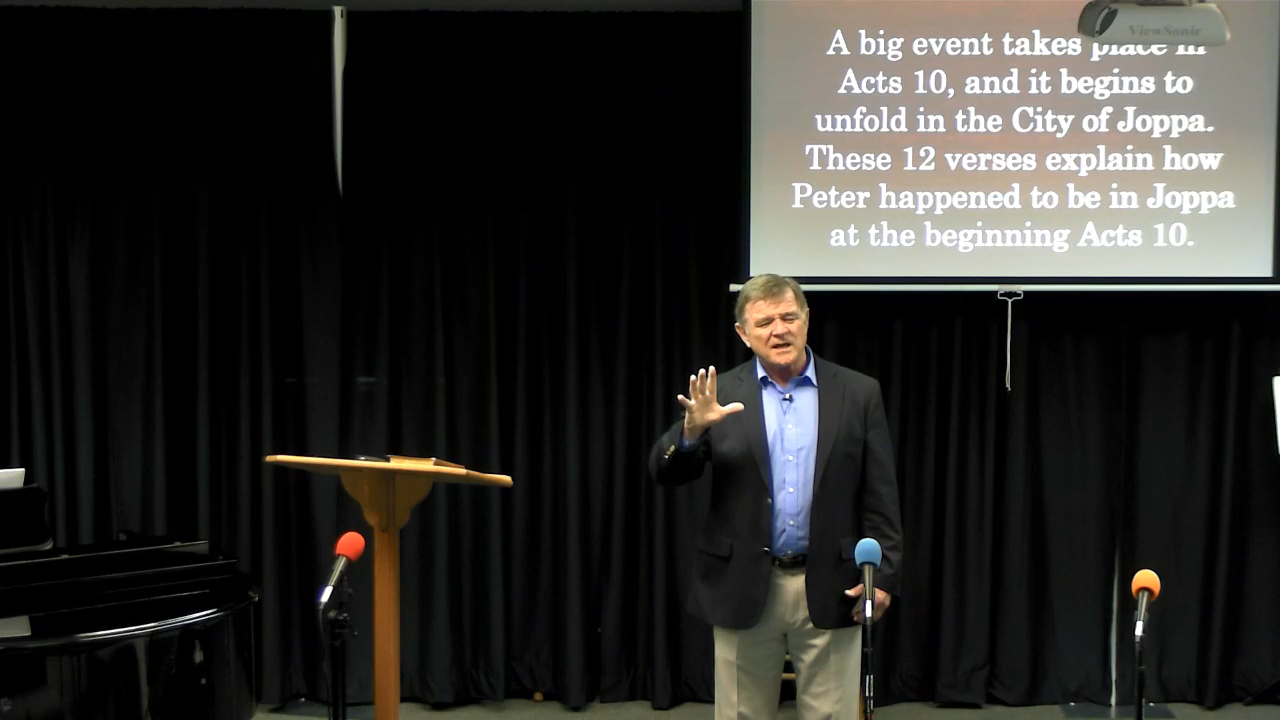 A big event takes place in
Acts 10, and it begins to
unfold in the City of Joppa.
These 12 verses explain how
Peter happened to be in Joppa
at the beginning Acts 10.
ViewSonic